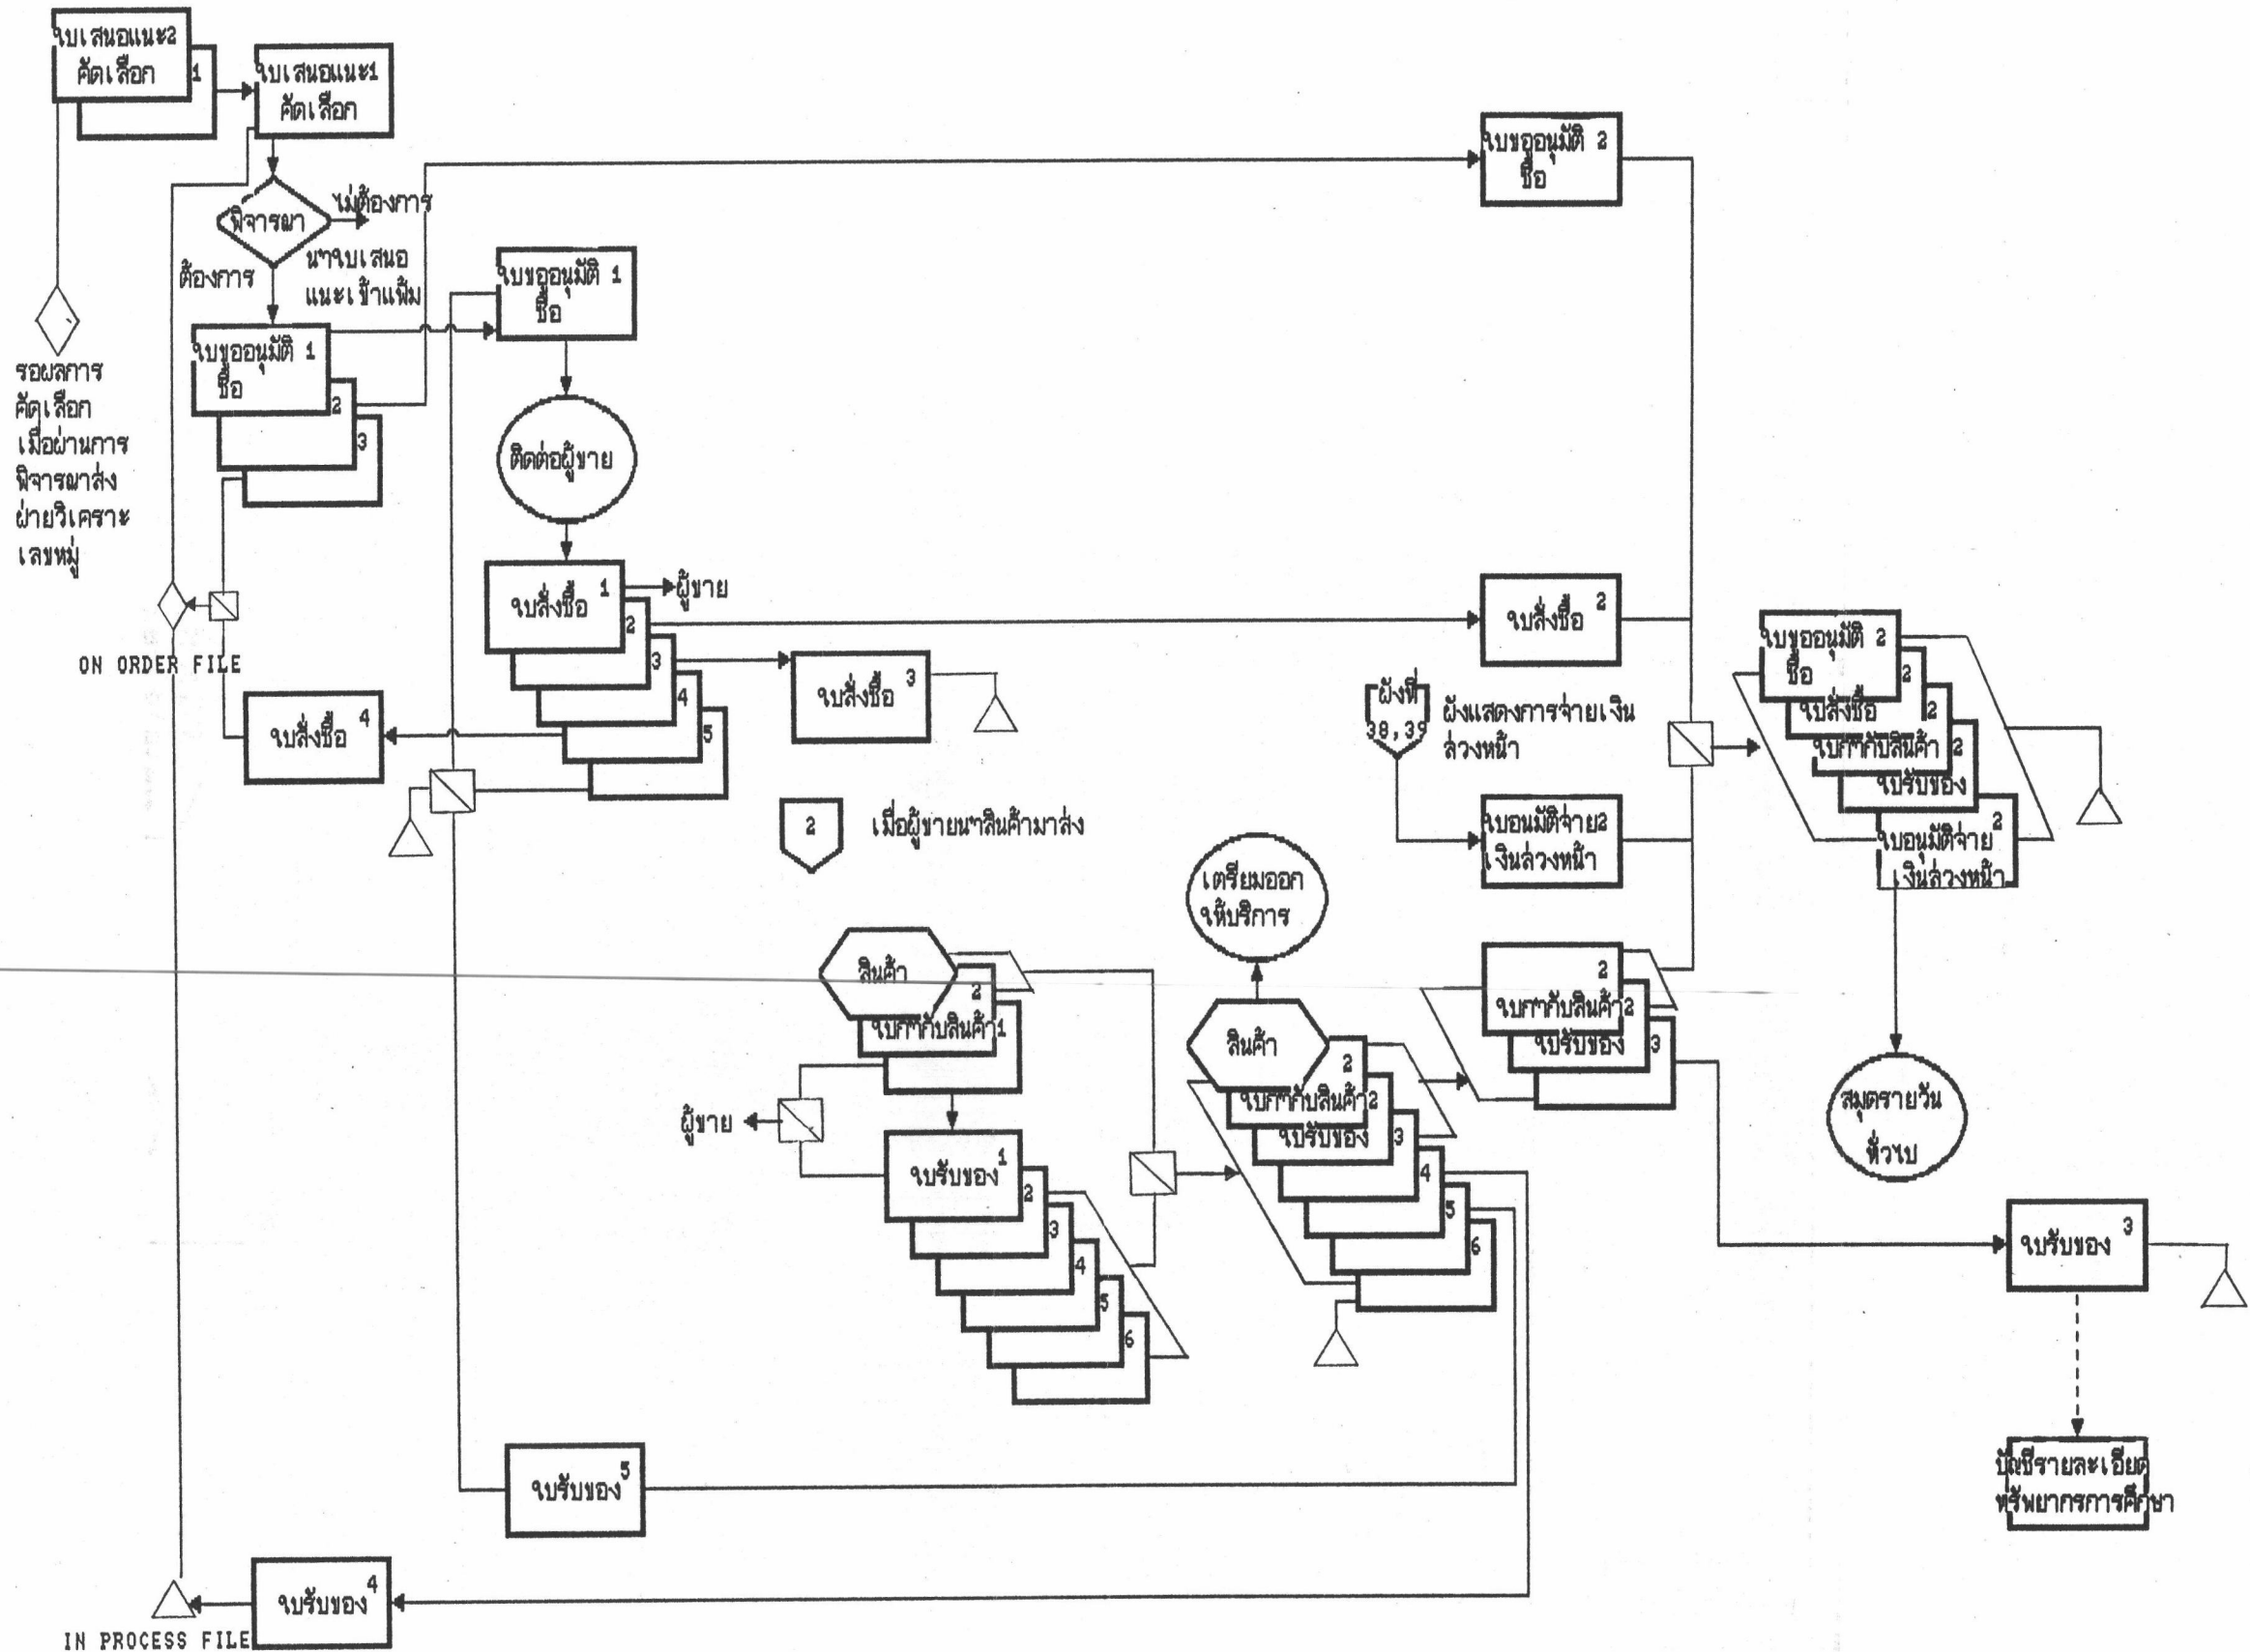 ใบเสนอแนะ2
คัดเลือก
1
ใบเสนอแนะ1
คัดเลือก
พิจารณา
ไม่ต้องการ
นำใบเสนอ
แนะเข้าแฟ้ม
ต้องการ
รอผลการ
คัดเลือก
เมื่อผ่านการ
พิจารณาส่ง
ฝ่ายวิเคราะ
เลขหมู่
ใบขออนุมัติ 1
ซื้อ
2
3
ใบขออนุมัติ 1
ซื้อ
ใบขออนุมัติ 2
ซื้อ
ติดต่อผู้ขาย
ใบสั่งซื้อ 1
2
3
4
5
ผู้ขาย
ใบสั่งซื้อ 2
ใบสั่งซื้อ 3
ON ORDER FILE
ใบสั่งซื้อ 4
ผังที่
38,39
ผังแสดงการจ่ายเงิน
ล่วงหน้า
ใบอนมัติจ่าย2
เงินล่วงหน้า
ใบขออนุมัติ 2
ซื้อ
2
ใบสั่งซื้อ
2
ใบกำกับสินค้า
2
ใบรับของ
2
ใบอนุมัติจ่าย
เงินล่วงหน้า
2
เมื่อผู้ขายนำสินค้ามาส่ง
เตรียมออก
ให้บริการ
สินค้า
2
ใบกำกับสินค้า1
ผู้ขาย
ใบรับของ 1
2
3
4
5
6
สินค้า
2
ใบกำกับสินค้า2
ใบรับของ
3
4
5
6
2
ใบกำกับสินค้า2
ใบรับของ
3
สมุดรายวัน
ทั่วไป
ใบรับของ 3
บัญชีรายละเอียด
ทรัพยากรการศึกษา
ใบรับของ 5
ใบรับของ 4
IN PROCESS FILE